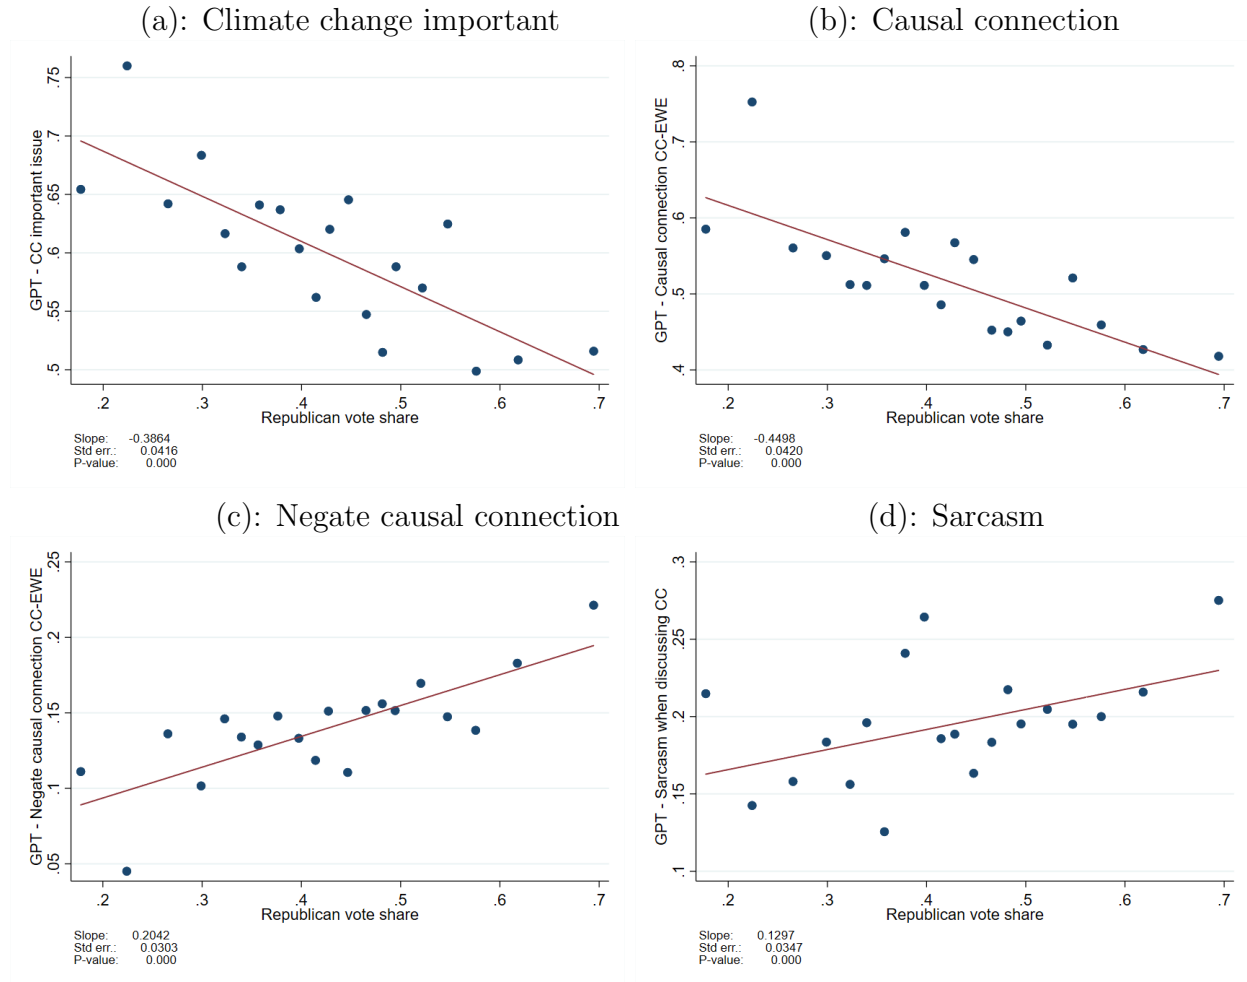 (a): Climate change important
GPT - CC important issue
.75
.7
.65
.6
.55
.5
.2 .3 .4 .5 .6 .7
Republican vote share
Slope: -0.3864
Std err.: 0.0416
P-value: 0.000
(b): Causal connection
GPT - Causal connection CC-EWE
.8
.7
.6
.5
.4
.2 .3 .4 .5 .6 .7
Republican vote share
Slope: -0.4498
Std err.: 0.0420
P-value: 0.000
(c): Negate causal connection
GPT - Negate causal connection CC-EWE
.25
.2
.15
.1
.05
.2 .3 .4 .5 .6 .7
Republican vote share
Slope: 0.2042
Std err.: 0.0303
P-value: 0.000
(d): Sarcasm
GPT - Sarcasm when discussing CC
.3
.25
.2
.15
.1
.2 .3 .4 .5 .6 .7
Republican vote share
Slope: 0.1297
Std err.: 0.0347
P-value: 0.000